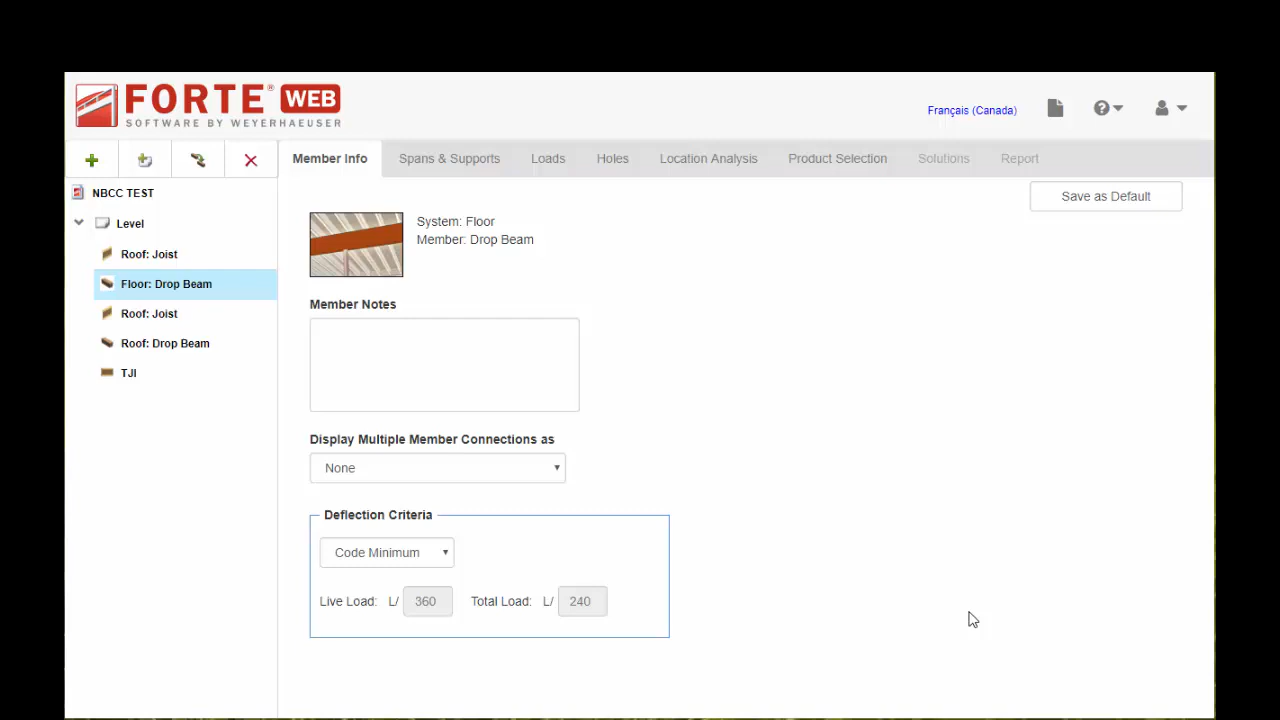 FORTE® WEB
SOFTWARE BY WEYERHAEUSER
Français (Canada)
Member Info
Spans & Supports
Loads
Holes
Location Analysis
Product Selection
Solutions
Report
NBCC TEST
Level
Roof: Joist
Floor: Drop Beam
Roof: Joist
Roof: Drop Beam
TJI
Save as Default
System: Floor
Member: Drop Beam
Member Notes
Display Multiple Member Connections as
None
Deflection Criteria
Code Minimum
Live Load: L/ 360 Total Load: L/ 240